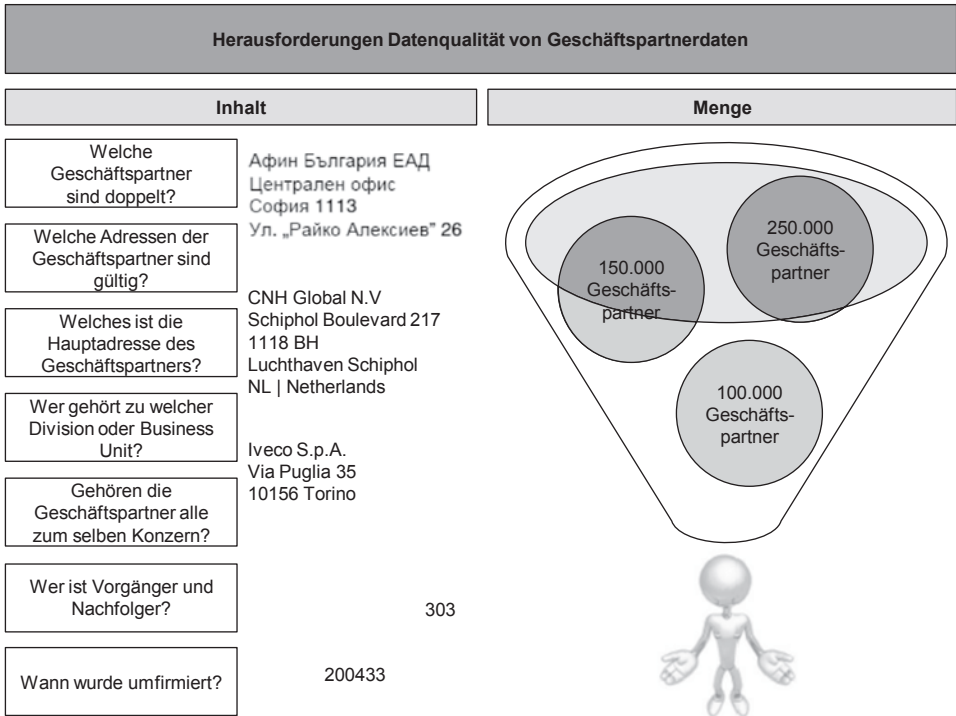 Herausforderungen Datenqualität von Geschäftspartnerdaten
Inhalt
Welche
Geschäftspartner
sind doppelt?
Welche Adressen der
Geschäftspartner sind
gültig?
Welches ist die
Hauptadresse des
Geschäftspartners?
Wer gehört zu welcher
Division oder Business
Unit?
Gehören die
Geschäftspartner alle
zum selben Konzern?
Wer ist Vorgänger und
Nachfolger?
Wann wurde umfirmiert?
Афин България ЕАД
Централен офис
София 1113
Ул. „Райко Алексиев” 26
CNH Global N.V
Schiphol Boulevard 217
1118 BH
Luchthaven Schiphol
NL | Netherlands
Iveco S.p.A.
Via Puglia 35
10156 Torino
303
200433
Menge
150.000
Geschäfts-
partner
250.000
Geschäfts-
partner
100.000
Geschäfts-
partner